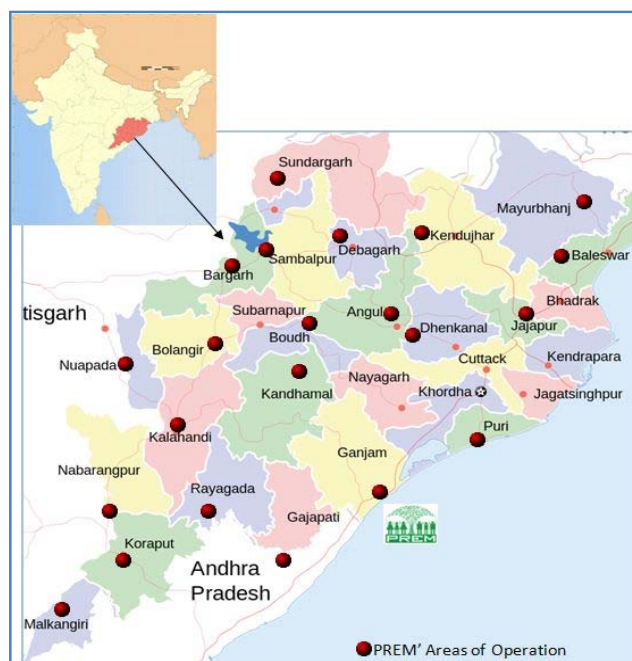 Sundargarh
Mayurbhanj
Kendujhar
Debagarh
Sambalpur
Baleswar
Bargarh
tisgarh
Subarnapur
Angul
Bhadrak
Jajapur
Dhenkanal
Boudh
Bolangir
Cuttack
Kendrapara
Nuapada
Nayagarh
Kandhamal
Khordha
Jagatsinghpur
Puri
Kalahandi
Ganjam
Nabarangpur
Rayagada
Gajapati
PREM
Koraput
Andhra
Pradesh
Malkangiri
PREM' Areas of Operation